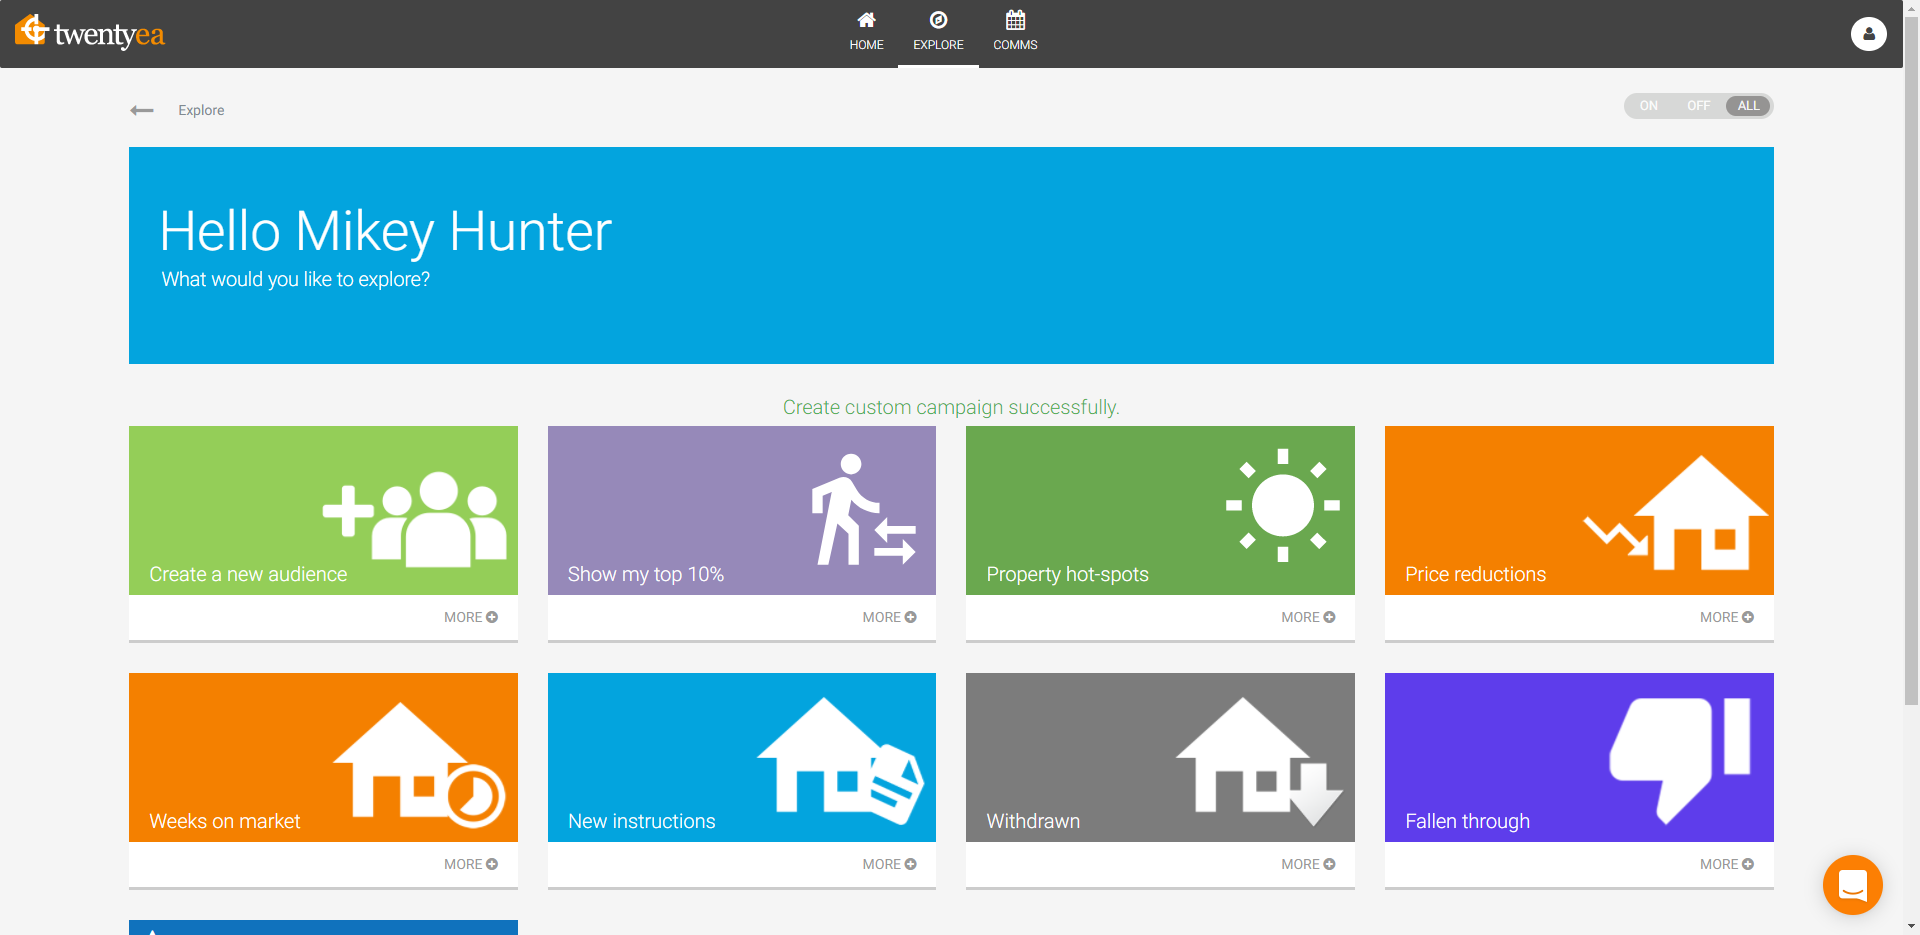 twentyea
HOME
EXPLORE
COMMS
Explore
ON
OFF
ALL
Hello Mikey Hunter
What would you like to explore?
Create custom campaign successfully.
Create a new audience
Show my top 10%
Property hot-spots
Price reductions
MORE
MORE
MORE
MORE
Weeks on market
New instructions
Withdrawn
Fallen through
MORE
MORE
MORE
MORE